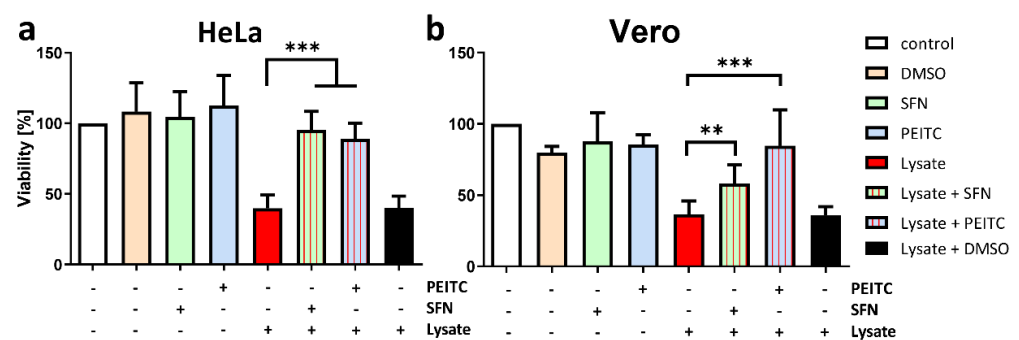 a HeLa b Vero
150 150 control
*** *** DMSO
100 100 SFN
Viability [%] PEITC
** Lysate
50 50 Lysate + SFN
Lysate + PEITC
0 0 Lysate + DMSO
- - - + - - + - PEITC - - - + - - + - PEITC
- - + - - + - - SFN - - + - - + - - SFN
- - - - + + + + Lysate - - - - + + + + Lysate